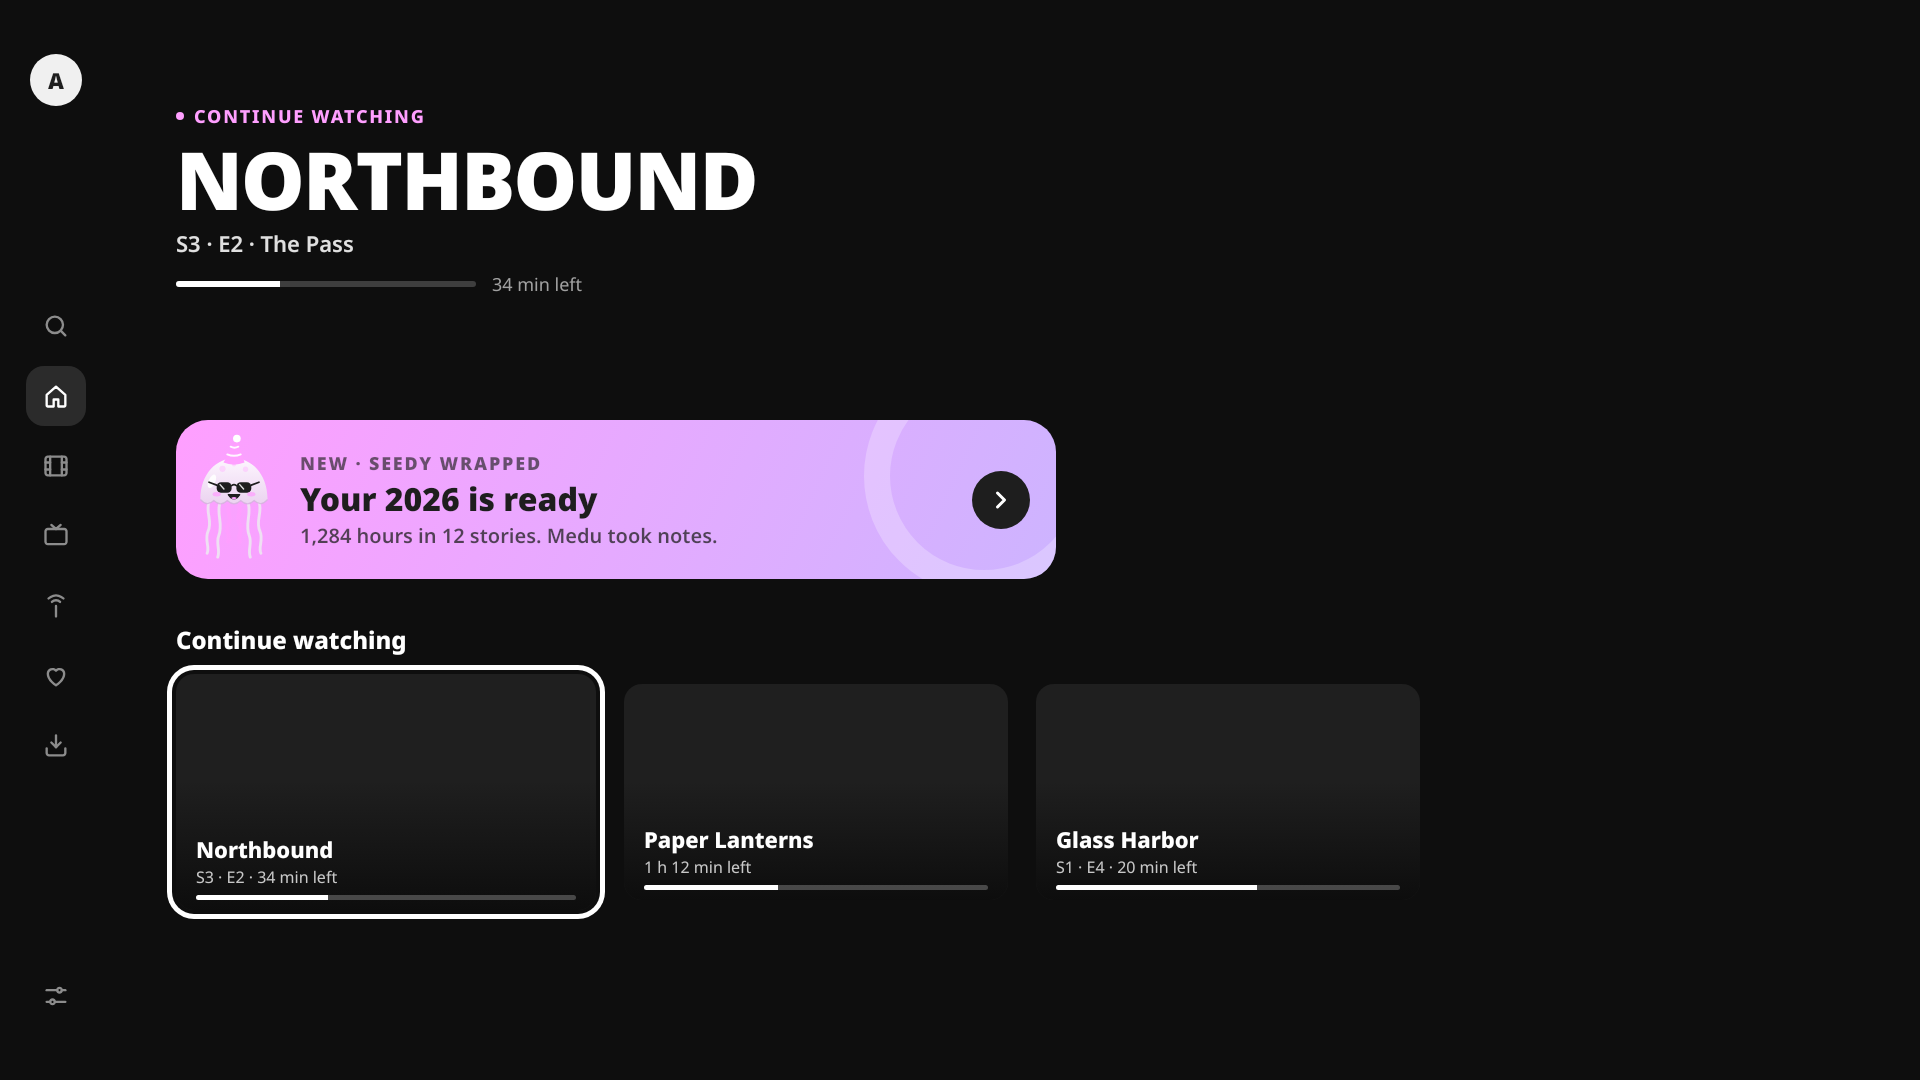 A
CONTINUE WATCHING
NORTHBOUND
S3 · E2 · The Pass
34 min left
NEW · SEEDY WRAPPED
Your 2026 is ready
1,284 hours in 12 stories. Medu took notes.
Continue watching
Northbound
S3 · E2 · 34 min left
Paper Lanterns
1 h 12 min left
Glass Harbor
S1 · E4 · 20 min left